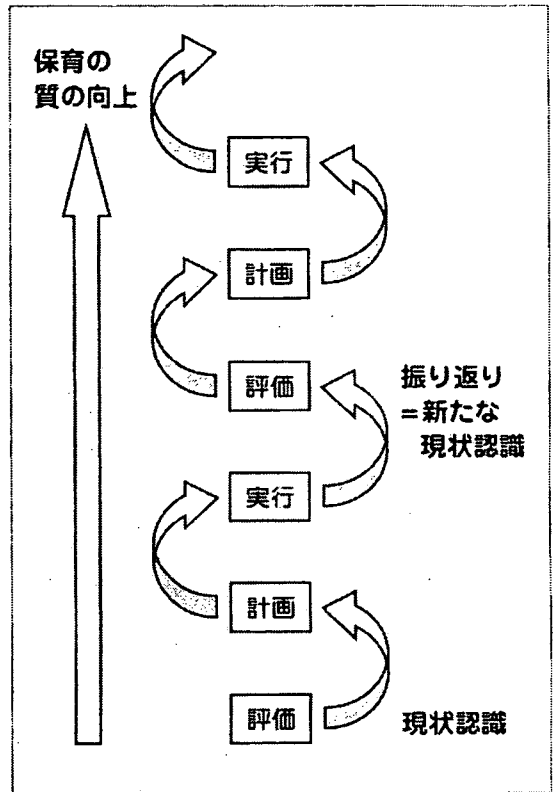 保育の
質の向上
実行
計画
評価
振り返り
=新たな
現状認識
実行
計画
評価
現状認識